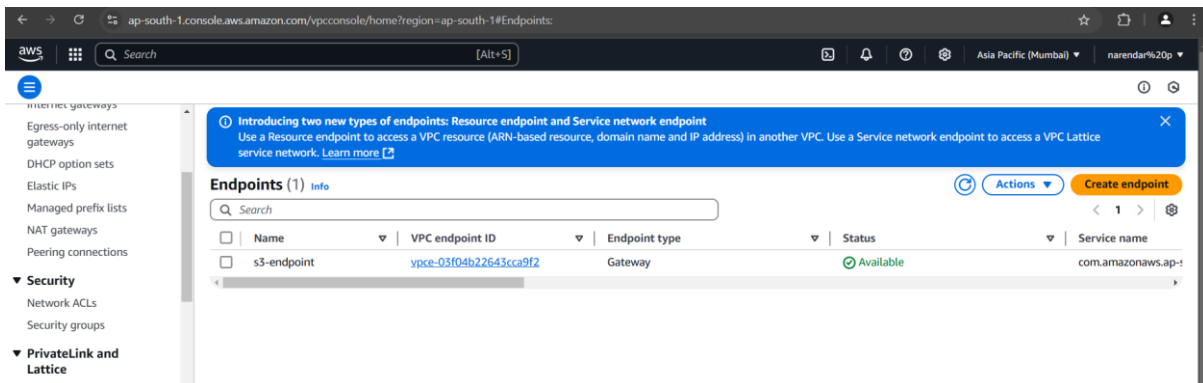 ap-south-1.console.aws.amazon.com/vpcconsole/home?region=ap-south-1#Endpoints:
aws
Search
[Alt+S]
Asia Pacific (Mumbai)
narendar%20p
Internet gateways
Egress-only internet
gateways
DHCP option sets
Elastic IPs
Managed prefix lists
NAT gateways
Peering connections
Security
Network ACLs
Security groups
PrivateLink and
Lattice
Introducing two new types of endpoints: Resource endpoint and Service network endpoint
Use a Resource endpoint to access a VPC resource (ARN-based resource, domain name and IP address) in another VPC. Use a Service network endpoint to access a VPC Lattice
service network. Learn more
Endpoints (1) Info
Actions
Create endpoint
Search
1
Name VPC endpoint ID Endpoint type Status Service name
s3-endpoint vpce-03f04b22643cca9f2 Gateway Available com.amazonaws.ap-s